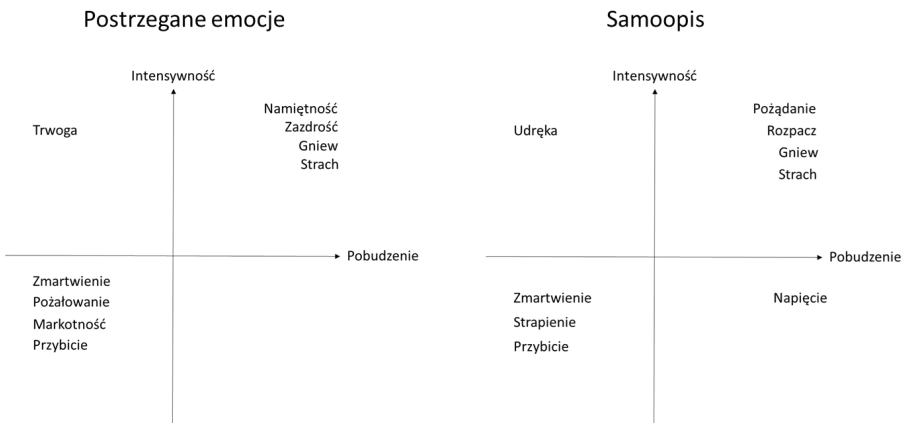 Postrzegane emocje
Intensywność
Namiętność
Trwoga
Zazdrość
Gniew
Strach
Pobudzenie
Zmartwienie
Pożałowanie
Markotność
Przybicie
Samoopis
Intensywność
Pożądanie
Udręka
Rozpacz
Gniew
Strach
Pobudzenie
Zmartwienie
Napięcie
Strapienie
Przybicie